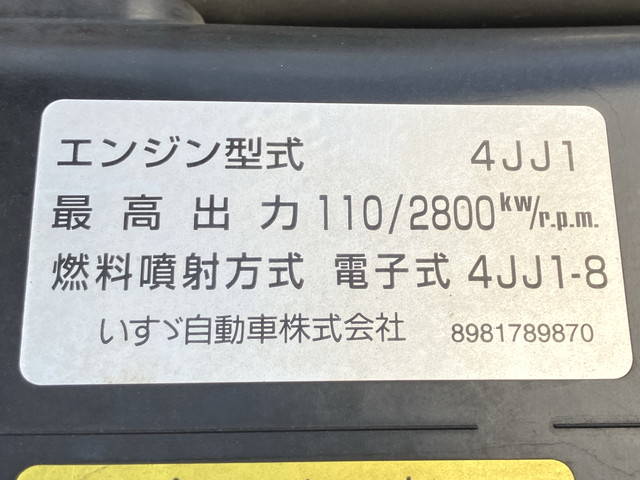 エンジン型式 4JJ1
最高出力 110/2800kw/r.p.m.
燃料噴射方式 電子式 4JJ1-8
いすゞ自動車株式会社 8981789870